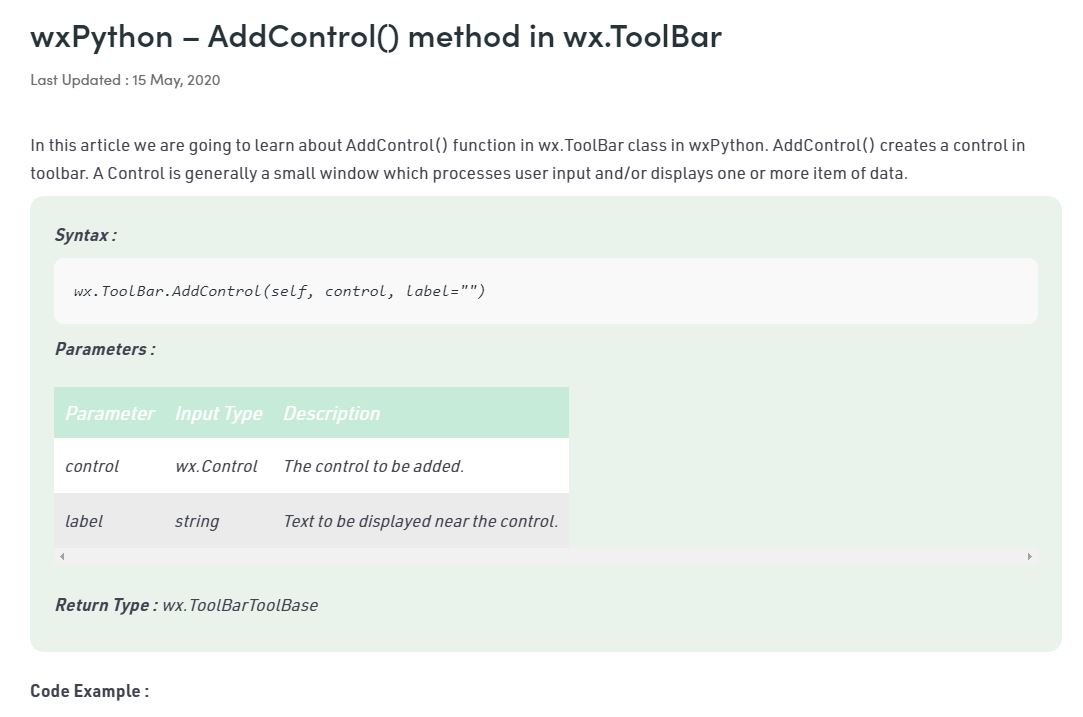 wxPython – AddControl() method in wx.ToolBar
Last Updated : 15 May, 2020
In this article we are going to learn about AddControl() function in wx.ToolBar class in wxPython. AddControl() creates a control in
toolbar. A Control is generally a small window which processes user input and/or displays one or more item of data.
Syntax :
wx.ToolBar.AddControl(self, control, label="")
Parameters :
Parameter Input Type Description
control wx.Control The control to be added.
label string Text to be displayed near the control.
Return Type : wx.ToolBarToolBase
Code Example :